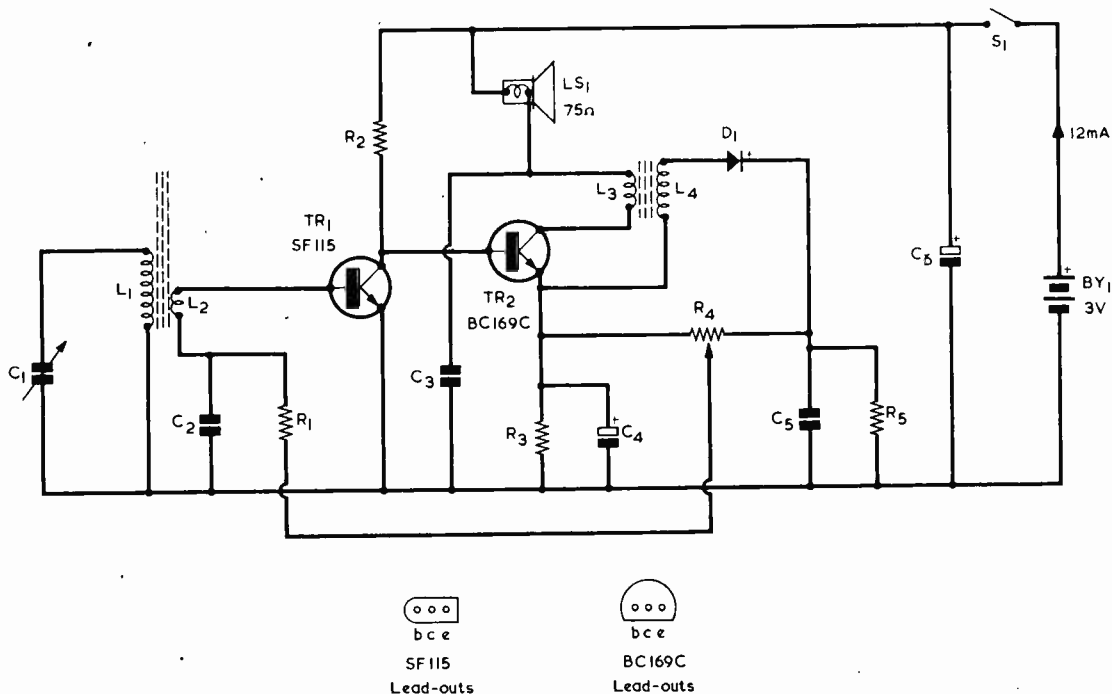 S1
LS1
75Ω
12mA
R2
D1
L3
L4
TR1
SF115
L1
L2
TR2
BC169C
C6
BY1
3V
R4
C1
C3
C2
R1
R3
C4
C5
R5
b c e
b c e
SF115
BC169C
Lead-outs
Lead-outs